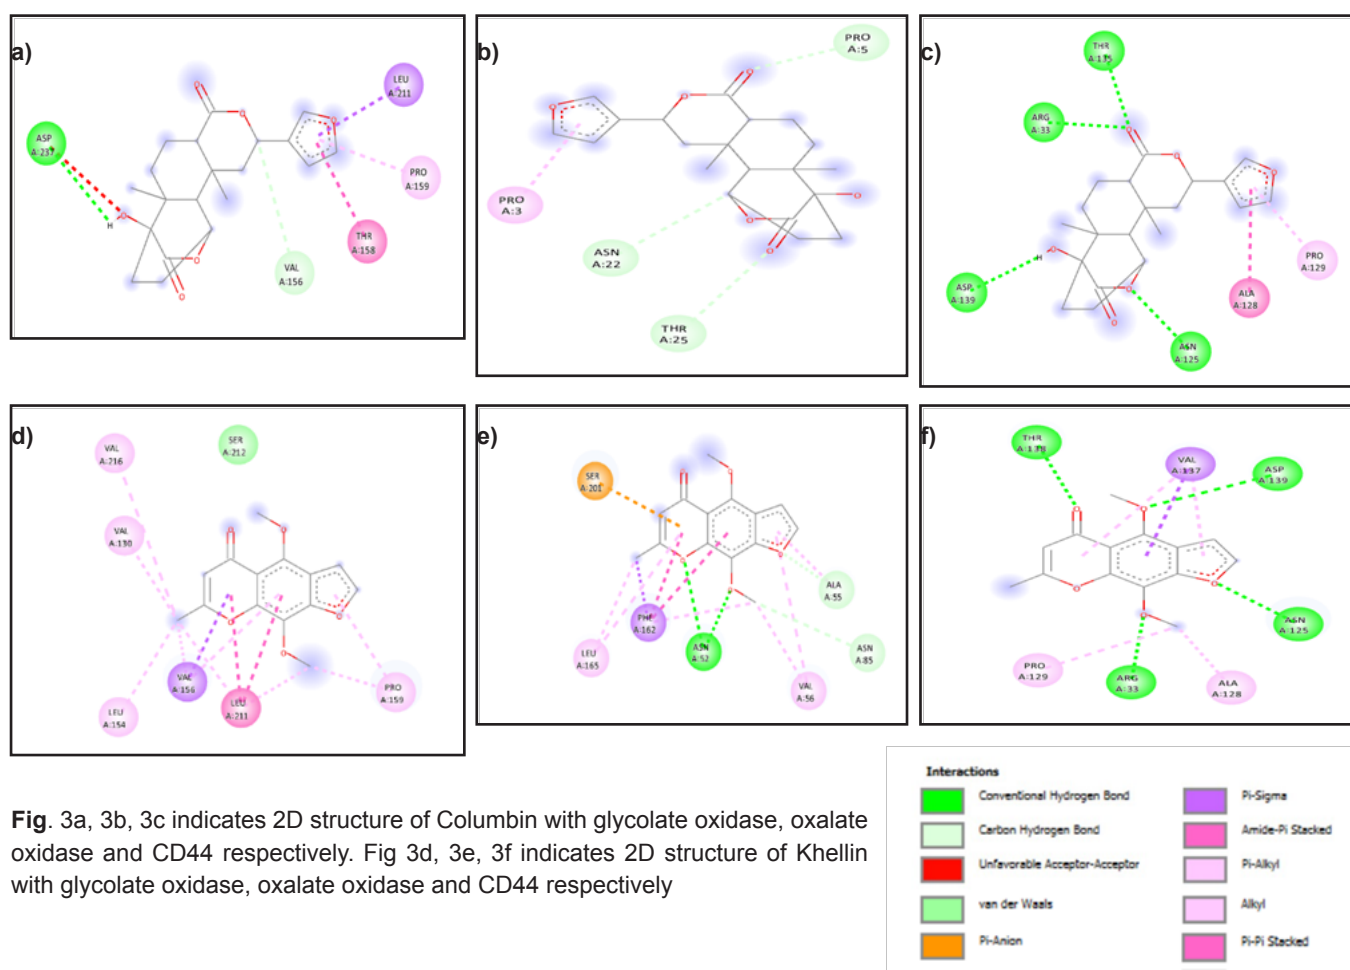 a)
LEU
A:211
ASP
A:237
PRO
A:159
THR
A:158
VAL
A:156
H
O
O
O
O
O
O
b)
PRO
A:5
PRO
A:3
ASN
A:22
THR
A:25
O
O
O
O
O
O
c)
THR
A:135
ARG
A:33
ASP
A:139
PRO
A:129
ALA
A:128
ASN
A:125
H
O
O
O
O
O
O
d)
VAL
A:216
SER
A:212
VAL
A:130
VAL
A:156
LEU
A:211
PRO
A:159
LEU
A:154
O
O
O
O
O
e)
SER
A:201
ALA
A:55
PHE
A:162
ASN
A:52
LEU
A:165
ASN
A:85
VAL
A:56
O
O
O
O
O
f)
THR
VAL
A:137
ASP
A:139
ASN
A:125
PRO
A:129
ARG
A:33
ALA
A:128
O
O
O
O
O
Interactions
Conventional Hydrogen Bond
Pi-Sigma
Carbon Hydrogen Bond
Amide-Pi Stacked
Unfavorable Acceptor-Acceptor
Pi-Alkyl
van der Waals
Alkyl
Pi-Anion
Pi-Pi Stacked
Fig. 3a, 3b, 3c indicates 2D structure of Columbin with glycolate oxidase, oxalate
oxidase and CD44 respectively. Fig 3d, 3e, 3f indicates 2D structure of Khellin
with glycolate oxidase, oxalate oxidase and CD44 respectively